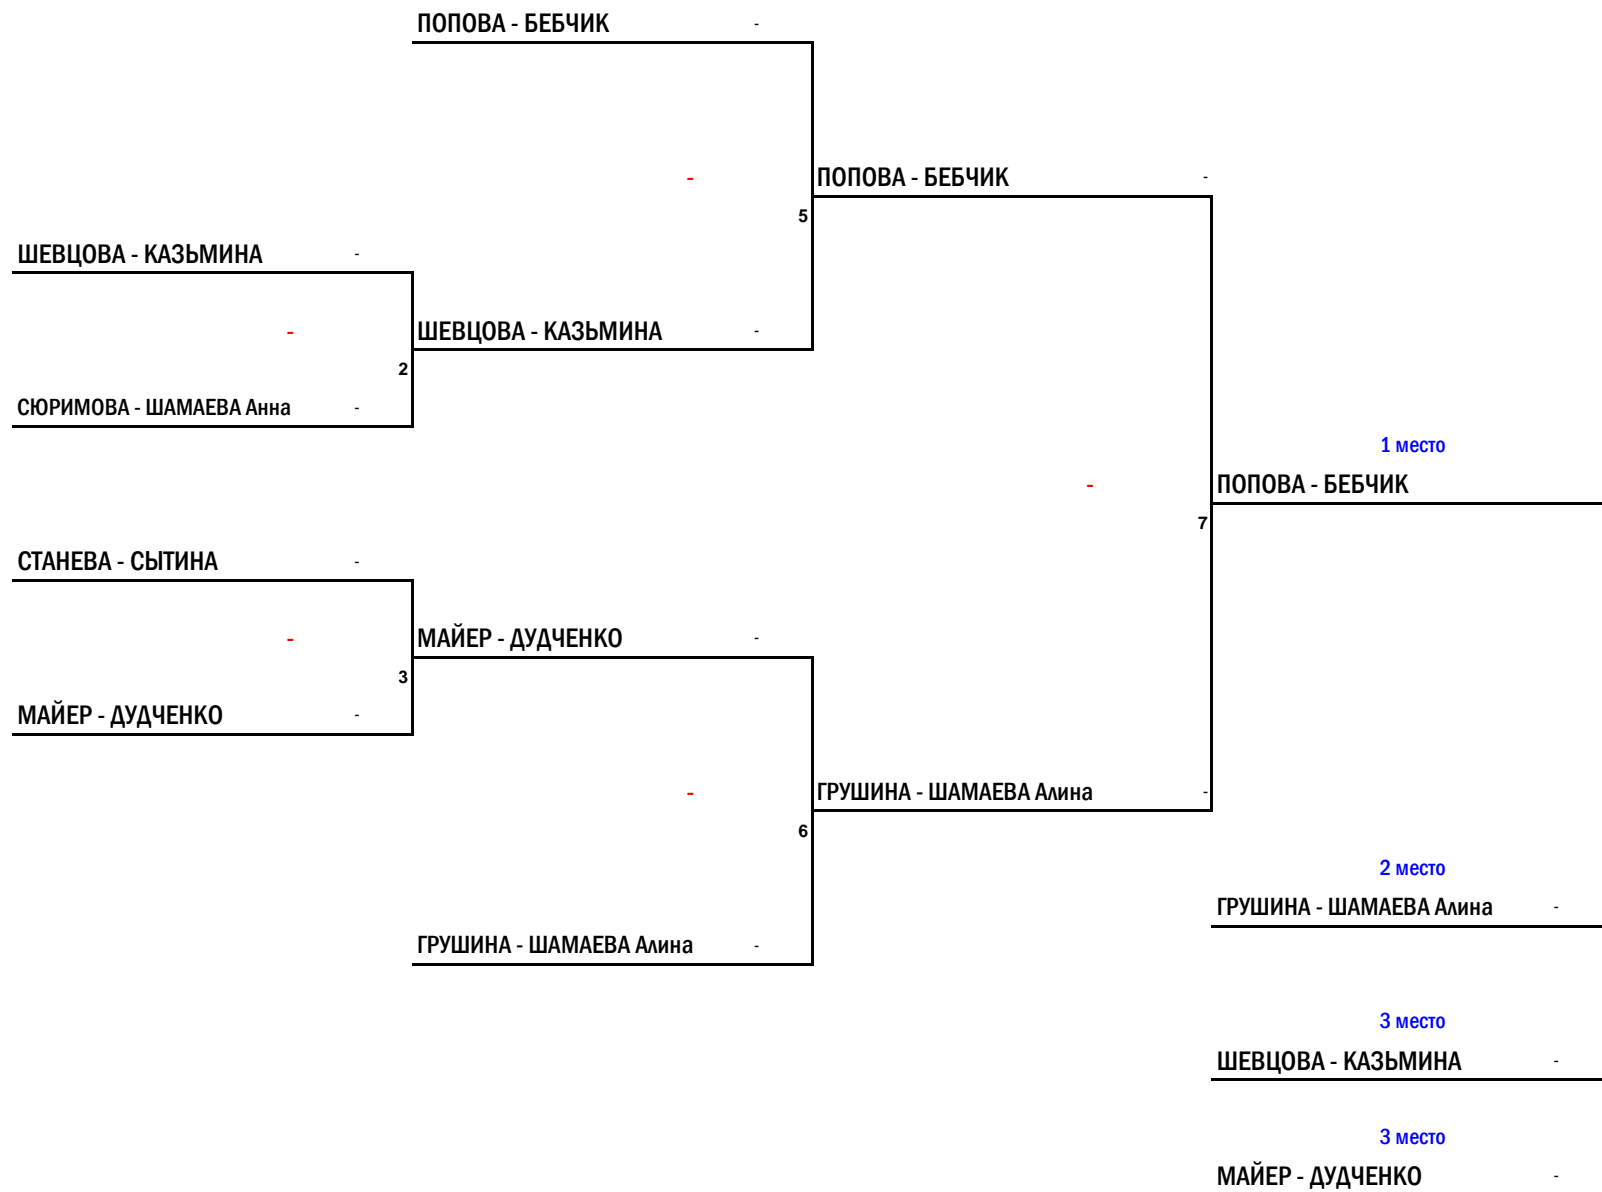 ПОПОВА - БЕБЧИК -
- ПОПОВА - БЕБЧИК -
5
ШЕВЦОВА - КАЗЬМИНА -
- ШЕВЦОВА - КАЗЬМИНА -
2
СЮРИМОВА - ШАМАЕВА Анна -
1 место
- ПОПОВА - БЕБЧИК
7
СТАНЕВА - СЫТИНА -
- МАЙЕР - ДУДЧЕНКО -
3
МАЙЕР - ДУДЧЕНКО -
- ГРУШИНА - ШАМАЕВА Алина -
6
2 место
ГРУШИНА - ШАМАЕВА Алина -
ГРУШИНА - ШАМАЕВА Алина -
3 место
ШЕВЦОВА - КАЗЬМИНА -
3 место
МАЙЕР - ДУДЧЕНКО -